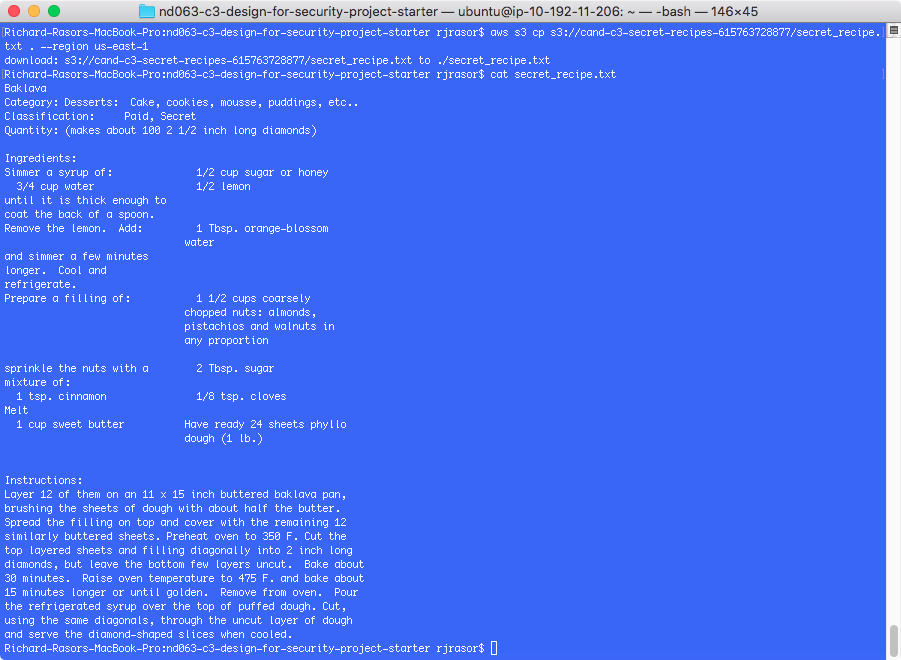 nd063-c3-design-for-security-project-starter — ubuntu@ip-10-192-11-206: ~ — -bash — 146×45
[Richard-Rasors-MacBook-Pro:nd063-c3-design-for-security-project-starter rjrasor$ aws s3 cp s3://cand-c3-secret-recipes-615763728877/secret_recipe.
txt . --region us-east-1
download: s3://cand-c3-secret-recipes-615763728877/secret_recipe.txt to ./secret_recipe.txt
[Richard-Rasors-MacBook-Pro:nd063-c3-design-for-security-project-starter rjrasor$ cat secret_recipe.txt ]
Baklava
Category: Desserts:  Cake, cookies, mousse, puddings, etc..
Classification:     Paid, Secret
Quantity: (makes about 100 2 1/2 inch long diamonds)

Ingredients:
Simmer a syrup of:              1/2 cup sugar or honey
  3/4 cup water                 1/2 lemon
until it is thick enough to
coat the back of a spoon.
Remove the lemon.  Add:         1 Tbsp. orange-blossom
                              water
and simmer a few minutes
longer.  Cool and
refrigerate.
Prepare a filling of:           1 1/2 cups coarsely
                              chopped nuts: almonds,
                              pistachios and walnuts in
                              any proportion

sprinkle the nuts with a        2 Tbsp. sugar
mixture of:
  1 tsp. cinnamon               1/8 tsp. cloves
Melt
  1 cup sweet butter          Have ready 24 sheets phyllo
                              dough (1 lb.)

Instructions:
Layer 12 of them on an 11 x 15 inch buttered baklava pan,
brushing the sheets of dough with about half the butter.
Spread the filling on top and cover with the remaining 12
similarly buttered sheets. Preheat oven to 350 F. Cut the
top layered sheets and filling diagonally into 2 inch long
diamonds, but leave the bottom few layers uncut.  Bake about
30 minutes.  Raise oven temperature to 475 F. and bake about
15 minutes longer or until golden.  Remove from oven.  Pour
the refrigerated syrup over the top of puffed dough. Cut,
using the same diagonals, through the uncut layer of dough
and serve the diamond-shaped slices when cooled.
Richard-Rasors-MacBook-Pro:nd063-c3-design-for-security-project-starter rjrasor$